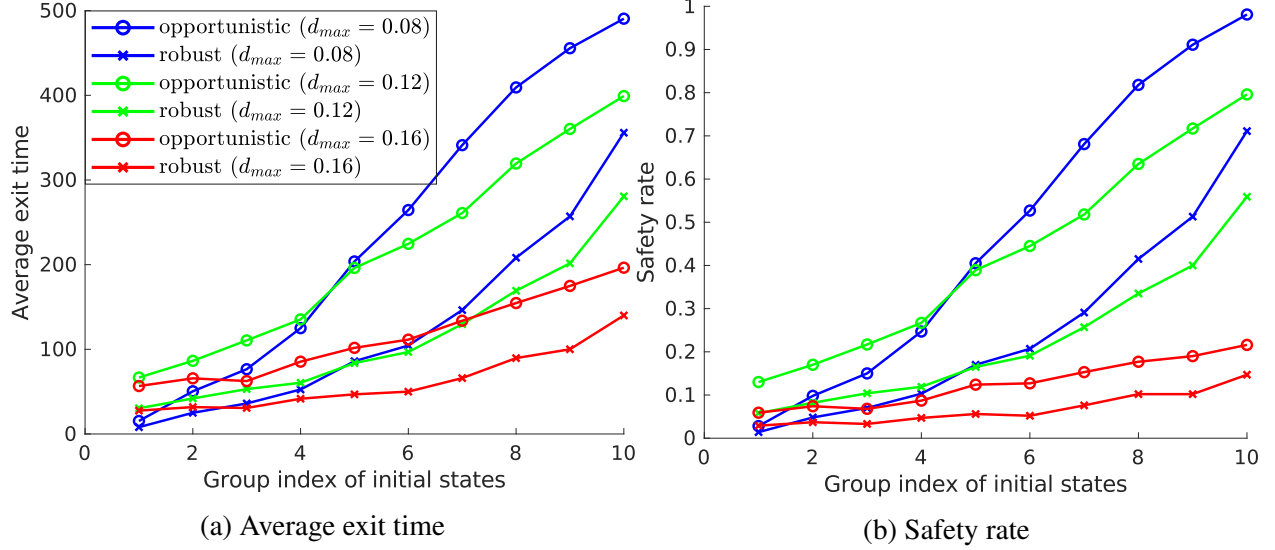 500
400
300
200
100
0
0
2
4
6
8
10
Average exit time
Group index of initial states
opportunistic (d_max = 0.08)
robust (d_max = 0.08)
opportunistic (d_max = 0.12)
robust (d_max = 0.12)
opportunistic (d_max = 0.16)
robust (d_max = 0.16)
(a) Average exit time
1
0.9
0.8
0.7
0.6
0.5
0.4
0.3
0.2
0.1
0
0
2
4
6
8
10
Safety rate
Group index of initial states
(b) Safety rate